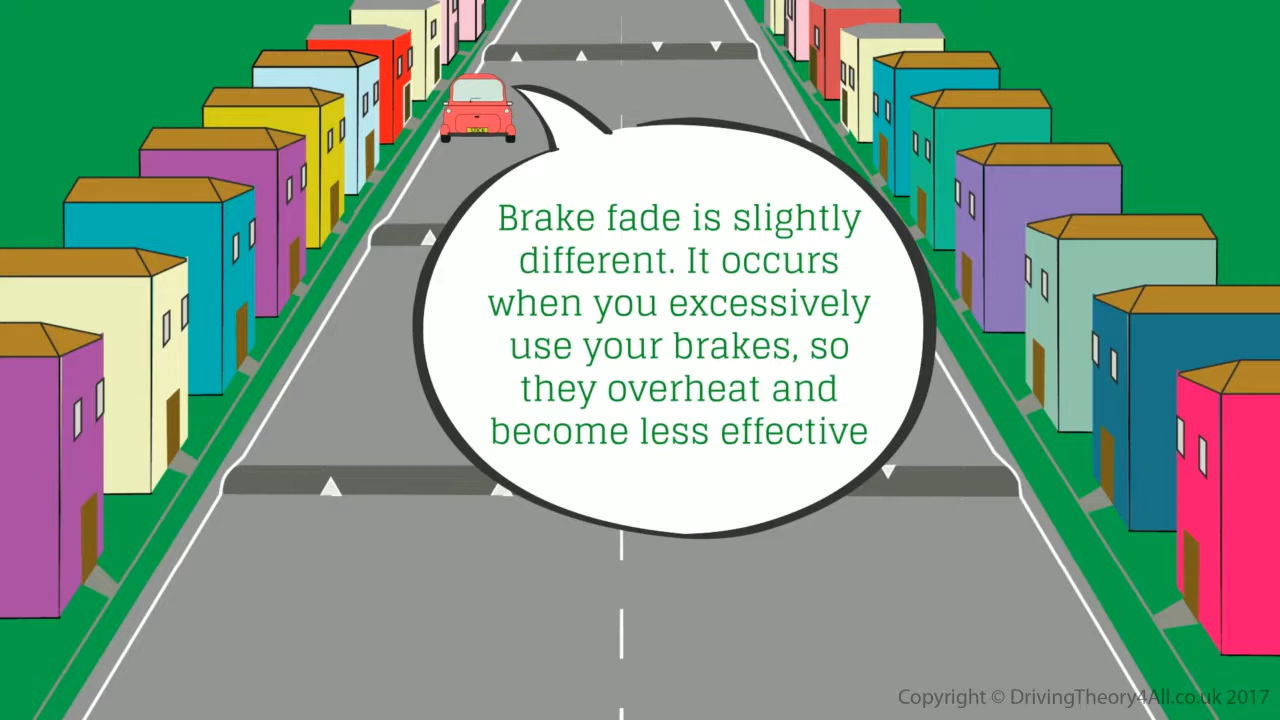 Brake fade is slightly
different. It occurs
when you excessively
use your brakes, so
they overheat and
become less effective
Copyright © DrivingTheory4All.co.uk 2017